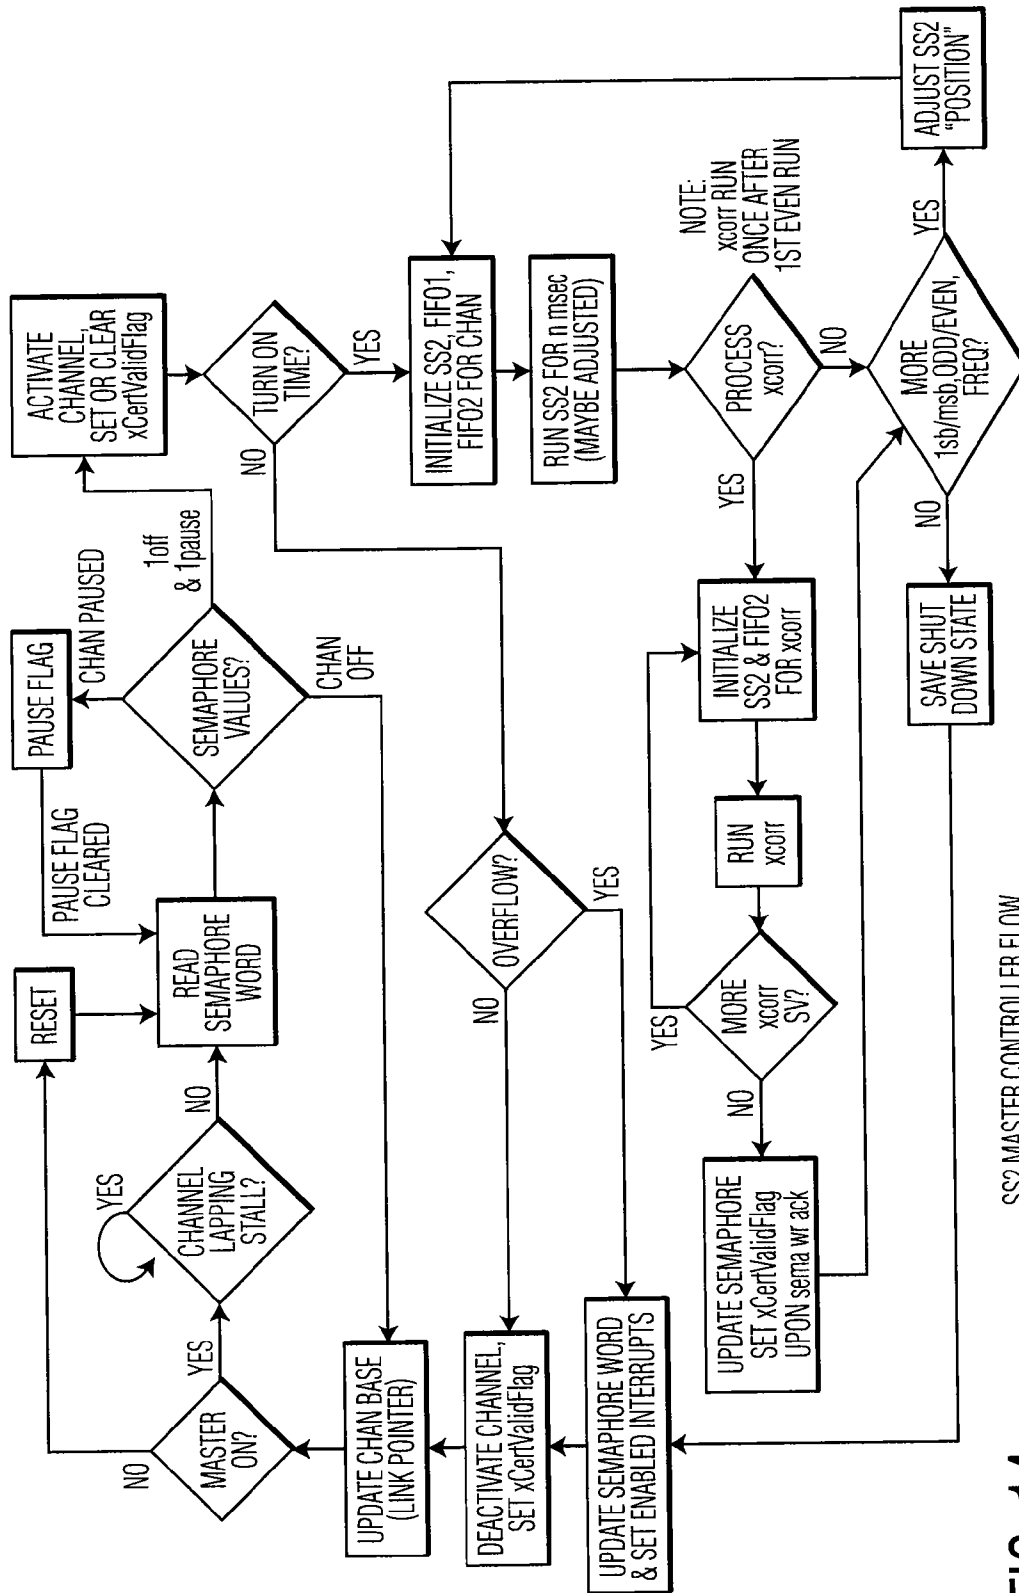 MASTER
ON?
NO
YES
CHANNEL
LAPPING
STALL?
YES
NO
RESET
READ
SEMAPHORE
WORD
PAUSE FLAG
CLEARED
PAUSE FLAG
CHAN PAUSED
SEMAPHORE
VALUES?
CHAN
OFF
1off
& 1pause
ACTIVATE
CHANNEL,
SET OR CLEAR
xCertValidFlag
UPDATE CHAN BASE
(LINK POINTER)
TURN ON
TIME?
NO
YES
DEACTIVATE CHANNEL,
SET xCertValidFlag
NO
OVERFLOW?
YES
INITIALIZE SS2, FIFO1,
FIFO2 FOR CHAN
UPDATE SEMAPHORE WORD
& SET ENABLED INTERRUPTS
RUN SS2 FOR n msec
(MAYBE ADJUSTED)
UPDATE SEMAPHORE
SET xCertValidFlag
UPON sema wr ack
NO
MORE
xcorr
SV?
YES
RUN
xcorr
INITIALIZE
SS2 & FIFO2
FOR xcorr
YES
PROCESS
xcorr?
NO
NOTE:
xcorr RUN
ONCE AFTER
1ST EVEN RUN
SAVE SHUT
DOWN STATE
NO
MORE
1sb/msb,ODD/EVEN,
FREQ?
YES
ADJUST SS2
"POSITION"
SS2 MASTER CONTROLLER FLOW